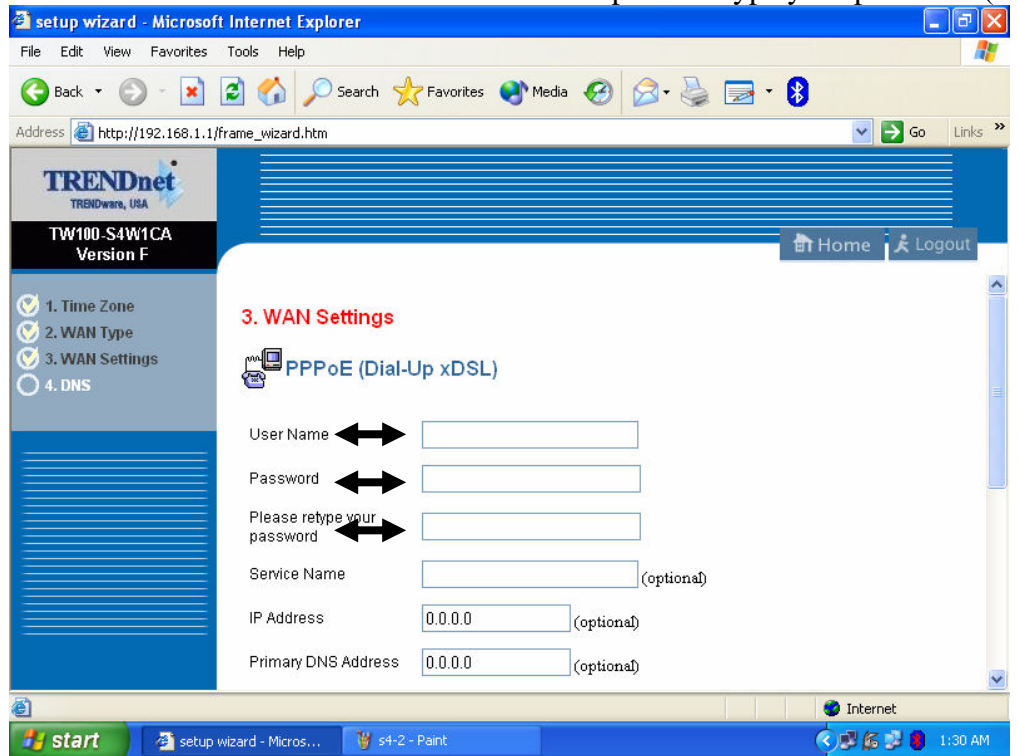 setup wizard - Microsoft Internet Explorer
File Edit View Favorites Tools Help
Back Search Favorites Media
Address http://192.168.1.1/frame_wizard.htm Go Links »
TRENDnet
TRENDware, USA
TW100-S4W1CA
Version F
Home Logout
1. Time Zone
2. WAN Type
3. WAN Settings
4. DNS
3. WAN Settings
PPPoE (Dial-Up xDSL)
User Name
Password
Please retype your
password
Service Name (optional)
IP Address 0.0.0.0 (optional)
Primary DNS Address 0.0.0.0 (optional)
Internet
start setup wizard - Micros... s4-2 - Paint 1:30 AM